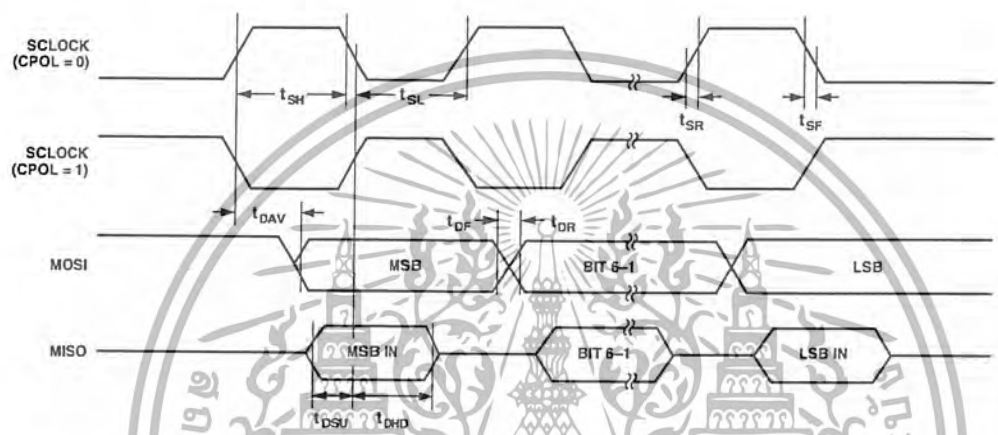 SCLOCK
(CPOL = 0)
tSH
tSL
tSR
tSF
SCLOCK
(CPOL = 1)
tDAV
tDF
tDR
MOSI
MSB
BIT 6–1
LSB
MISO
MSB IN
BIT 6–1
LSB IN
tDSU
tDHD